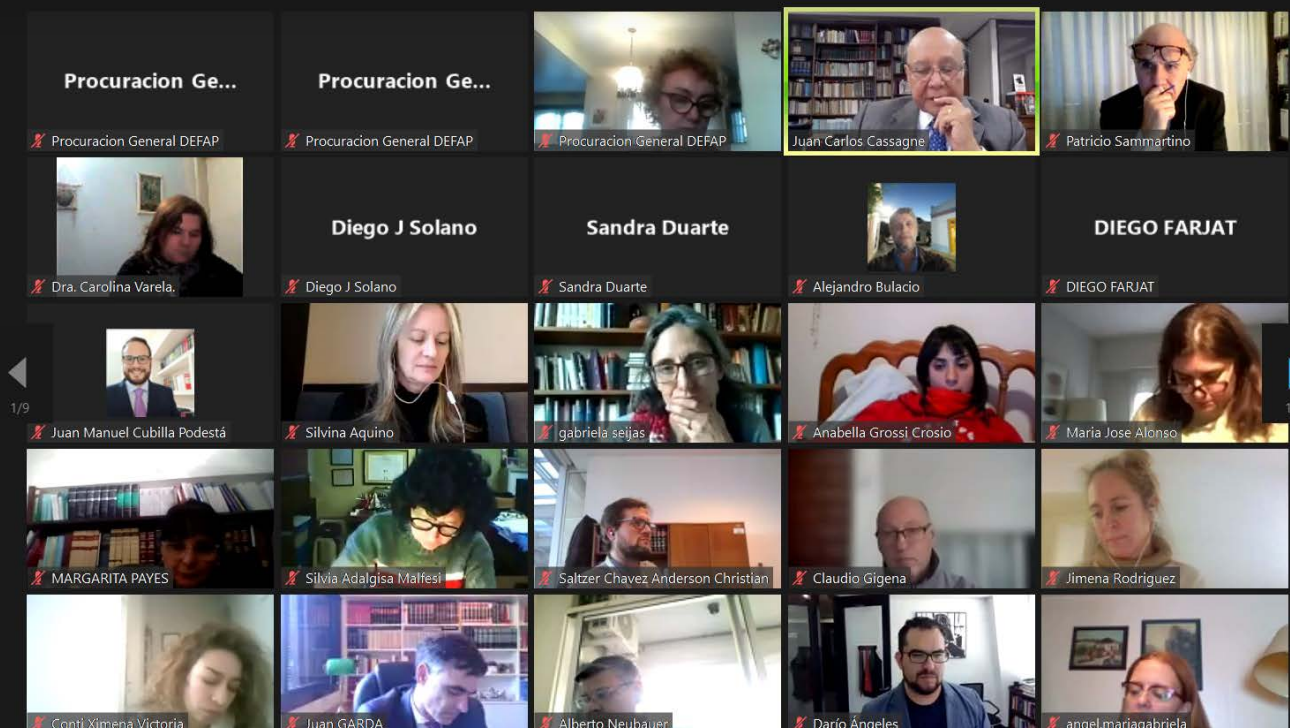 Procuracion Ge...
Procuracion Ge...
Procuracion General DEFAP
Procuracion General DEFAP
Procuracion General DEFAP
Juan Carlos Cassagne
Patricio Sammartino
Diego J Solano
Sandra Duarte
DIEGO FARJAT
Dra. Carolina Varela.
Diego J Solano
Sandra Duarte
Alejandro Bulacio
DIEGO FARJAT
1/9
Juan Manuel Cubilla Podestá
Silvina Aquino
gabriela seijas
Anabella Grossi Crosio
Maria Jose Alonso
MARGARITA PAYES
Silvia Adalgisa Malfesi
Saltzer Chavez Anderson Christian
Claudio Gigena
Jimena Rodriguez
Conti Ximena Victoria
Juan GARDA
Alberto Neubauer
Darío Ángeles
angel.mariagabriela